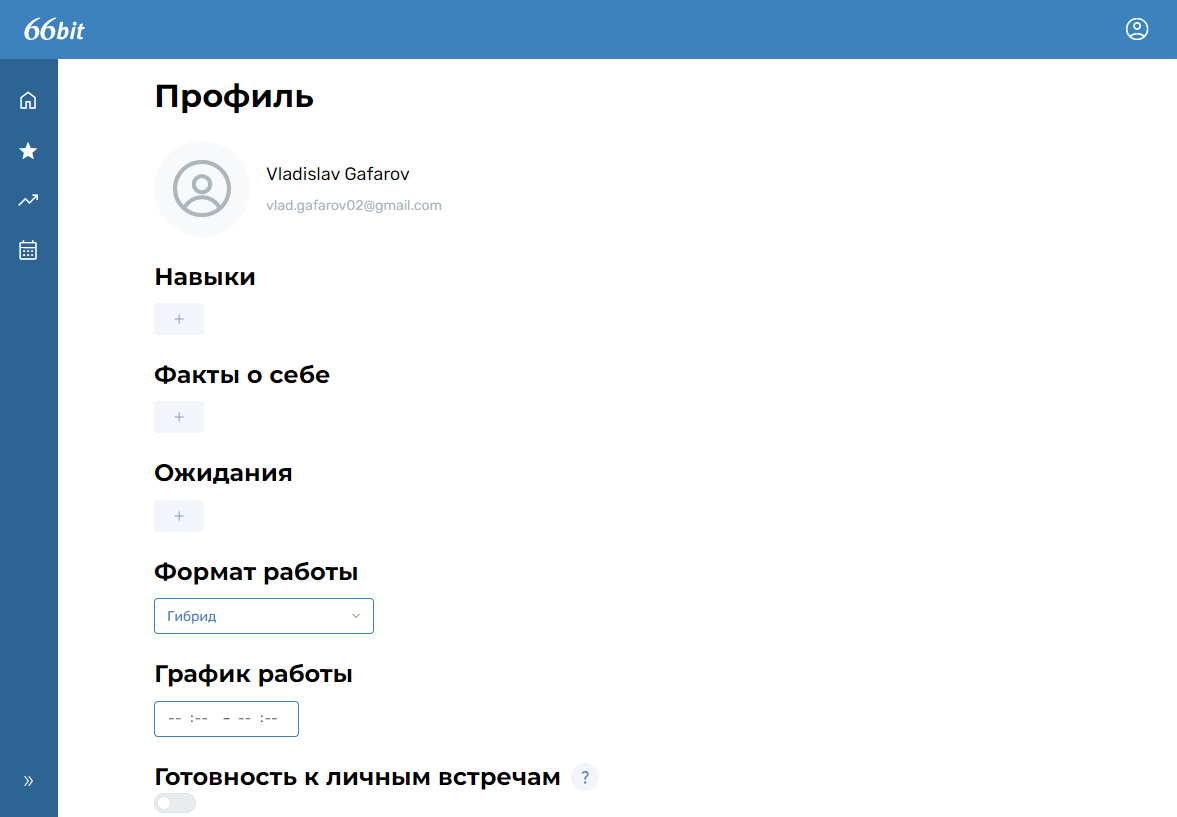 66bit
Профиль
Vladislav Gafarov
vlad.gafarov02@gmail.com
Навыки
+
Факты о себе
+
Ожидания
+
Формат работы
Гибрид
График работы
-- :-- - -- :--
Готовность к личным встречам ?
»